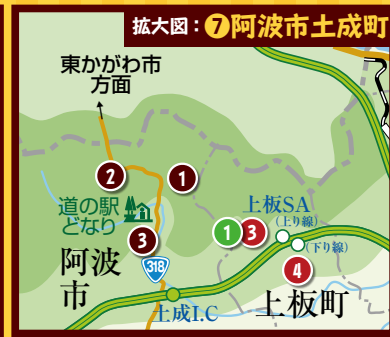 拡大図：❼阿波市土成町
東かがわ市
方面
2
1
道の駅
どなり
3
318
阿波
市
土成I.C
1
3
上板SA
(上り線)
(下り線)
4
上板町